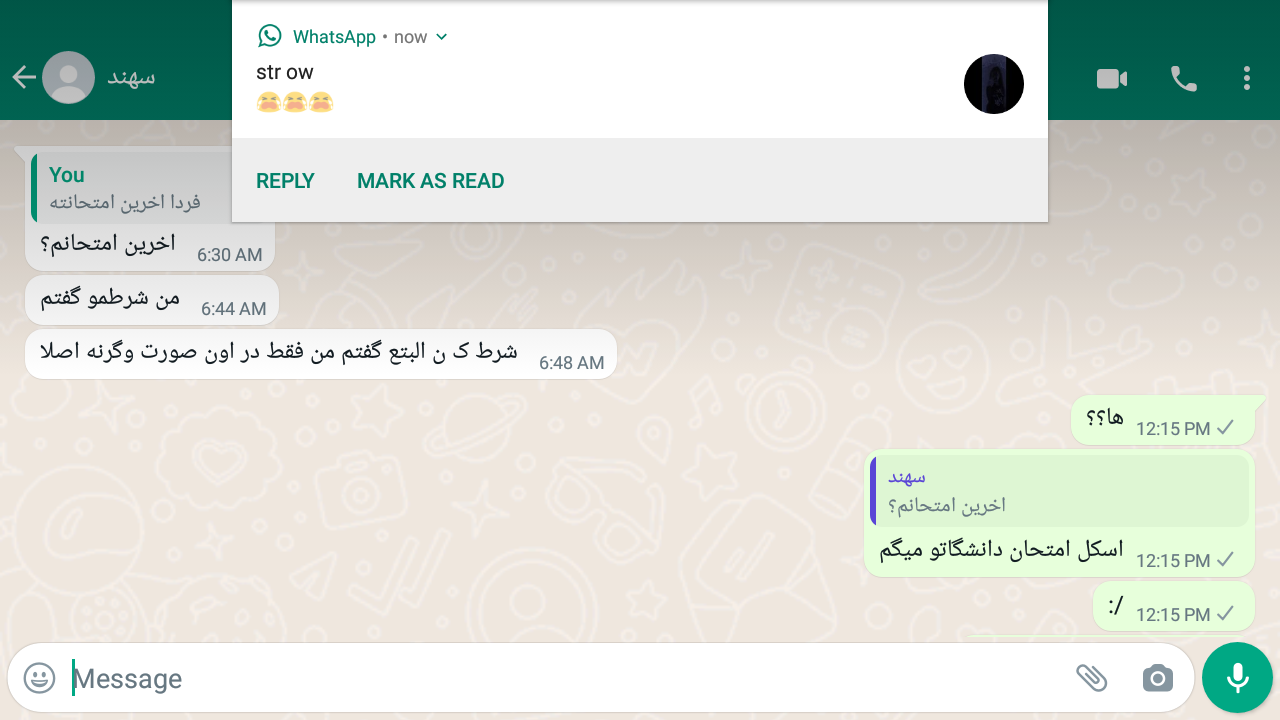 WhatsApp • now
str ow
😫😫😫
REPLY MARK AS READ
سهند
You
فردا اخرین امتحانته
اخرین امتحانم؟
6:30 AM
من شرطمو گفتم
6:44 AM
شرط ک ن البتع گفتم من فقط در اون صورت وگرنه اصلا
6:48 AM
ها؟؟
12:15 PM
سهند
اخرین امتحانم؟
اسکل امتحان دانشگاتو میگم
12:15 PM
:/
12:15 PM
Message